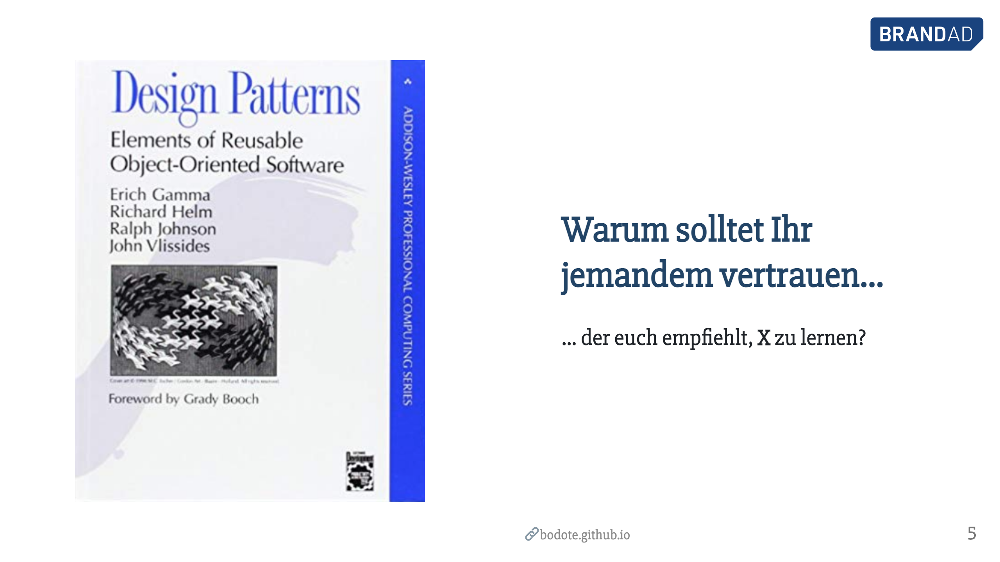 BRANDAD
Design Patterns
Elements of Reusable
Object-Oriented Software
Erich Gamma
Richard Helm
Ralph Johnson
John Vlissides
Foreword by Grady Booch
ADDISON-WESLEY PROFESSIONAL COMPUTING SERIES
Warum solltet Ihr
jemandem vertrauen...
... der euch empfiehlt, X zu lernen?
bodote.github.io
5